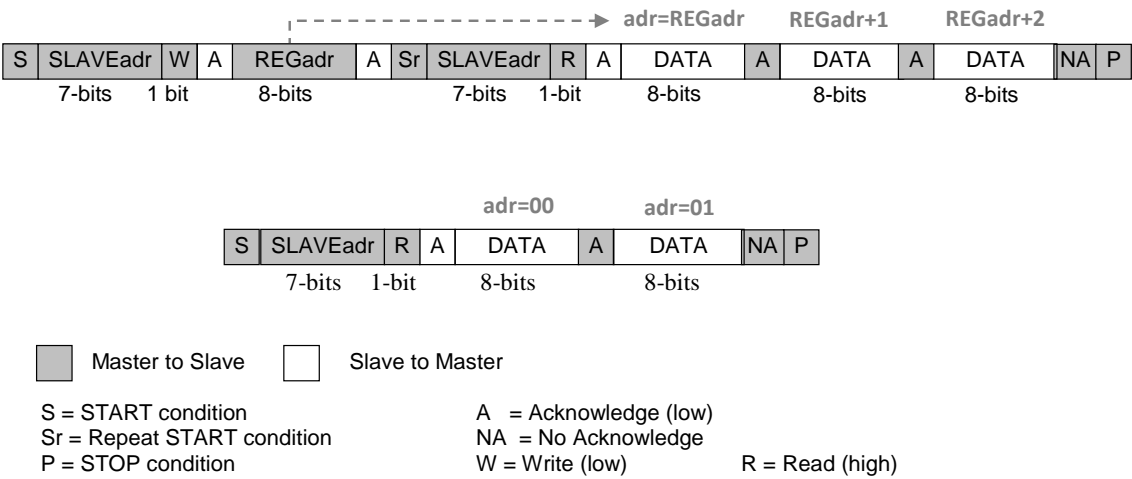 adr=REGadr REGadr+1 REGadr+2
S SLAVEadr W A REGadr A Sr SLAVEadr R A DATA A DATA A DATA NA P
7-bits 1 bit 8-bits 7-bits 1-bit 8-bits 8-bits 8-bits
adr=00 adr=01
S SLAVEadr R A DATA A DATA NA P
7-bits 1-bit 8-bits 8-bits
Master to Slave Slave to Master
S = START condition A = Acknowledge (low)
Sr = Repeat START condition NA = No Acknowledge
P = STOP condition W = Write (low) R = Read (high)